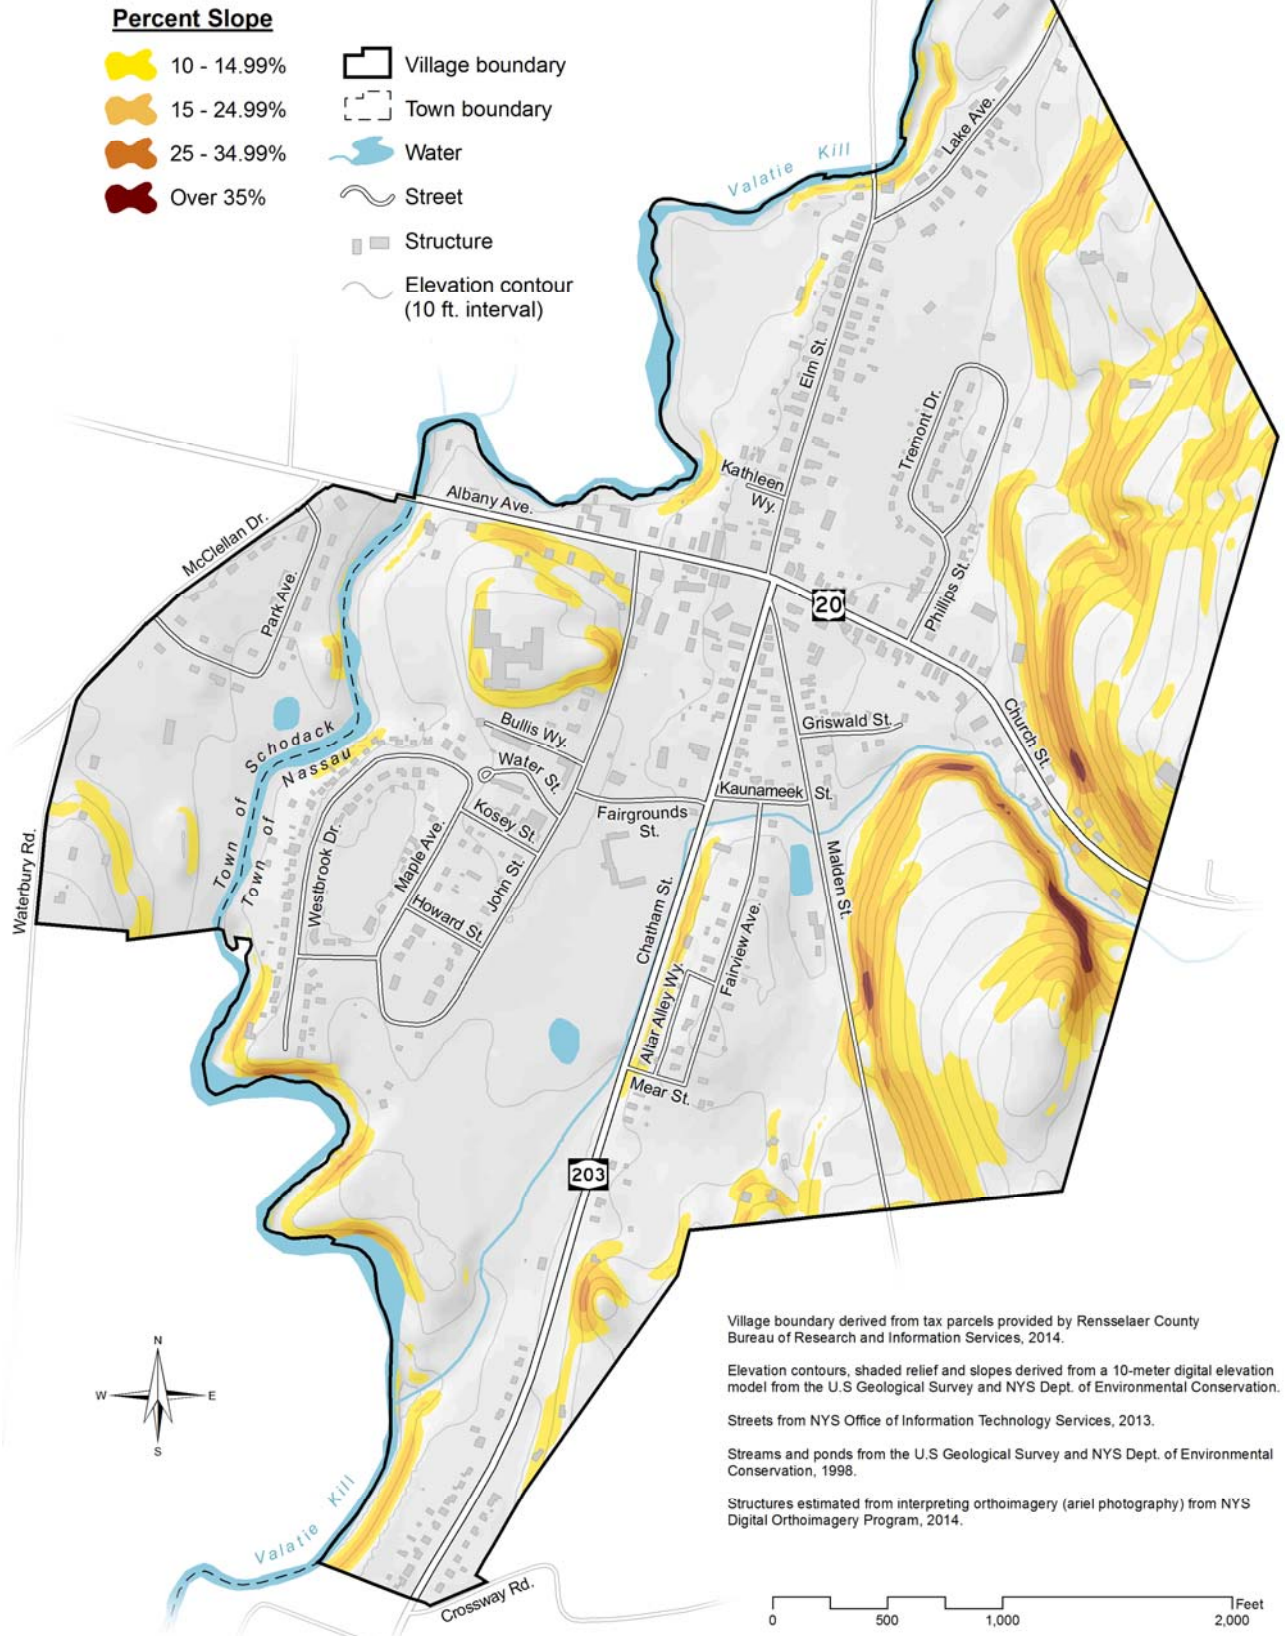 Percent Slope
10 - 14.99%
15 - 24.99%
25 - 34.99%
Over 35%
Village boundary
Town boundary
Water
Street
Structure
Elevation contour
(10 ft. interval)
Valatie Kill
Lake Ave.
Elm St.
Tremont Dr.
Kathleen
Wy.
Albany Ave.
McClellan Dr.
Park Ave.
20
Phillips St.
Church St.
Griswald St.
Bullis Wy.
Water St.
Town of Schodack
Town of Nassau
Kaunameek St.
Fairgrounds
St.
Kosey St.
Westbrook Dr.
Maple Ave.
John St.
Howard St.
Waterbury Rd.
Chatham St.
Malden St.
Fairview Ave.
Altar Alley Wy.
Mear St.
203
N
W
E
S
Valatie Kill
Crossway Rd.
Village boundary derived from tax parcels provided by Rensselaer County
Bureau of Research and Information Services, 2014.
Elevation contours, shaded relief and slopes derived from a 10-meter digital elevation
model from the U.S Geological Survey and NYS Dept. of Environmental Conservation.
Streets from NYS Office of Information Technology Services, 2013.
Streams and ponds from the U.S Geological Survey and NYS Dept. of Environmental
Conservation, 1998.
Structures estimated from interpreting orthoimagery (ariel photography) from NYS
Digital Orthoimagery Program, 2014.
Feet
0
500
1,000
2,000